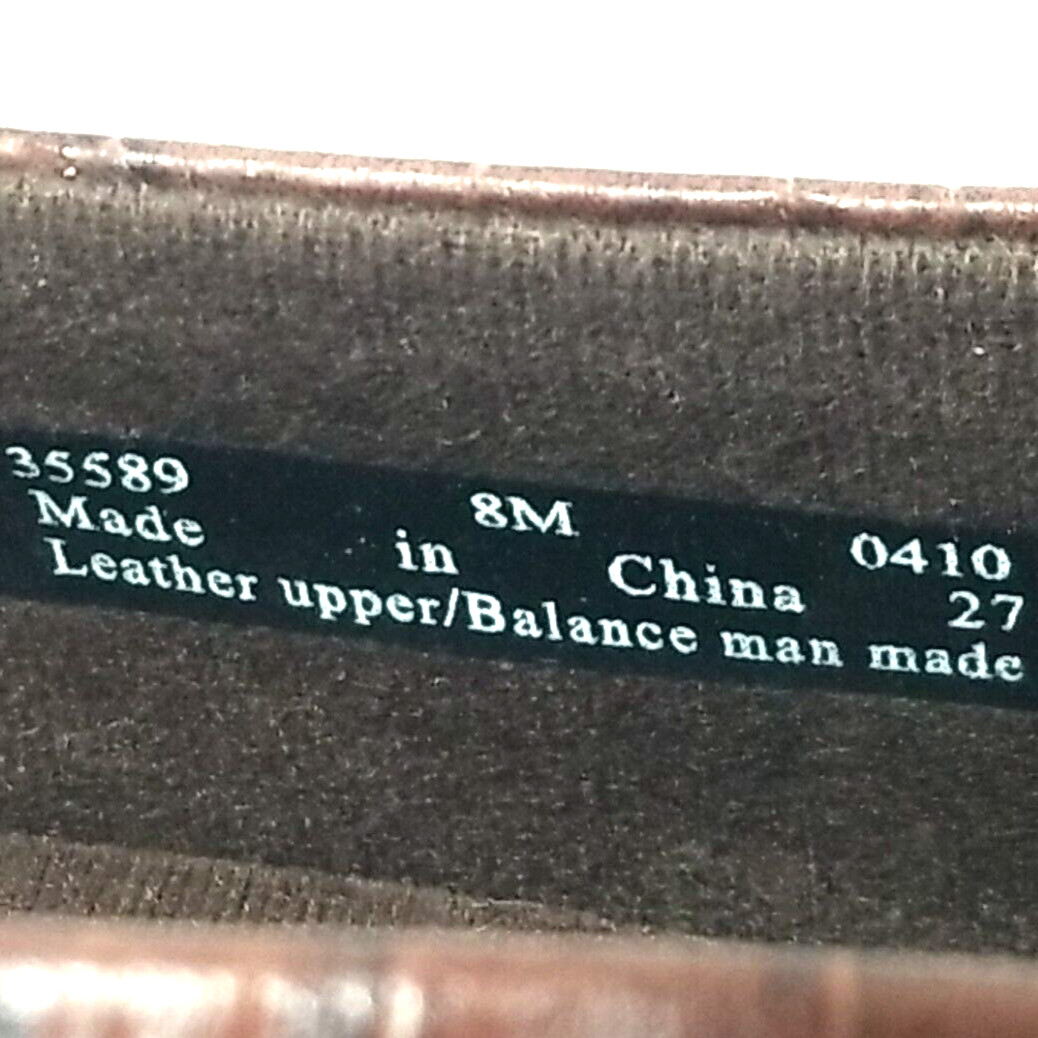 35589 8M 0410
Made in China 27
Leather upper/Balance man made